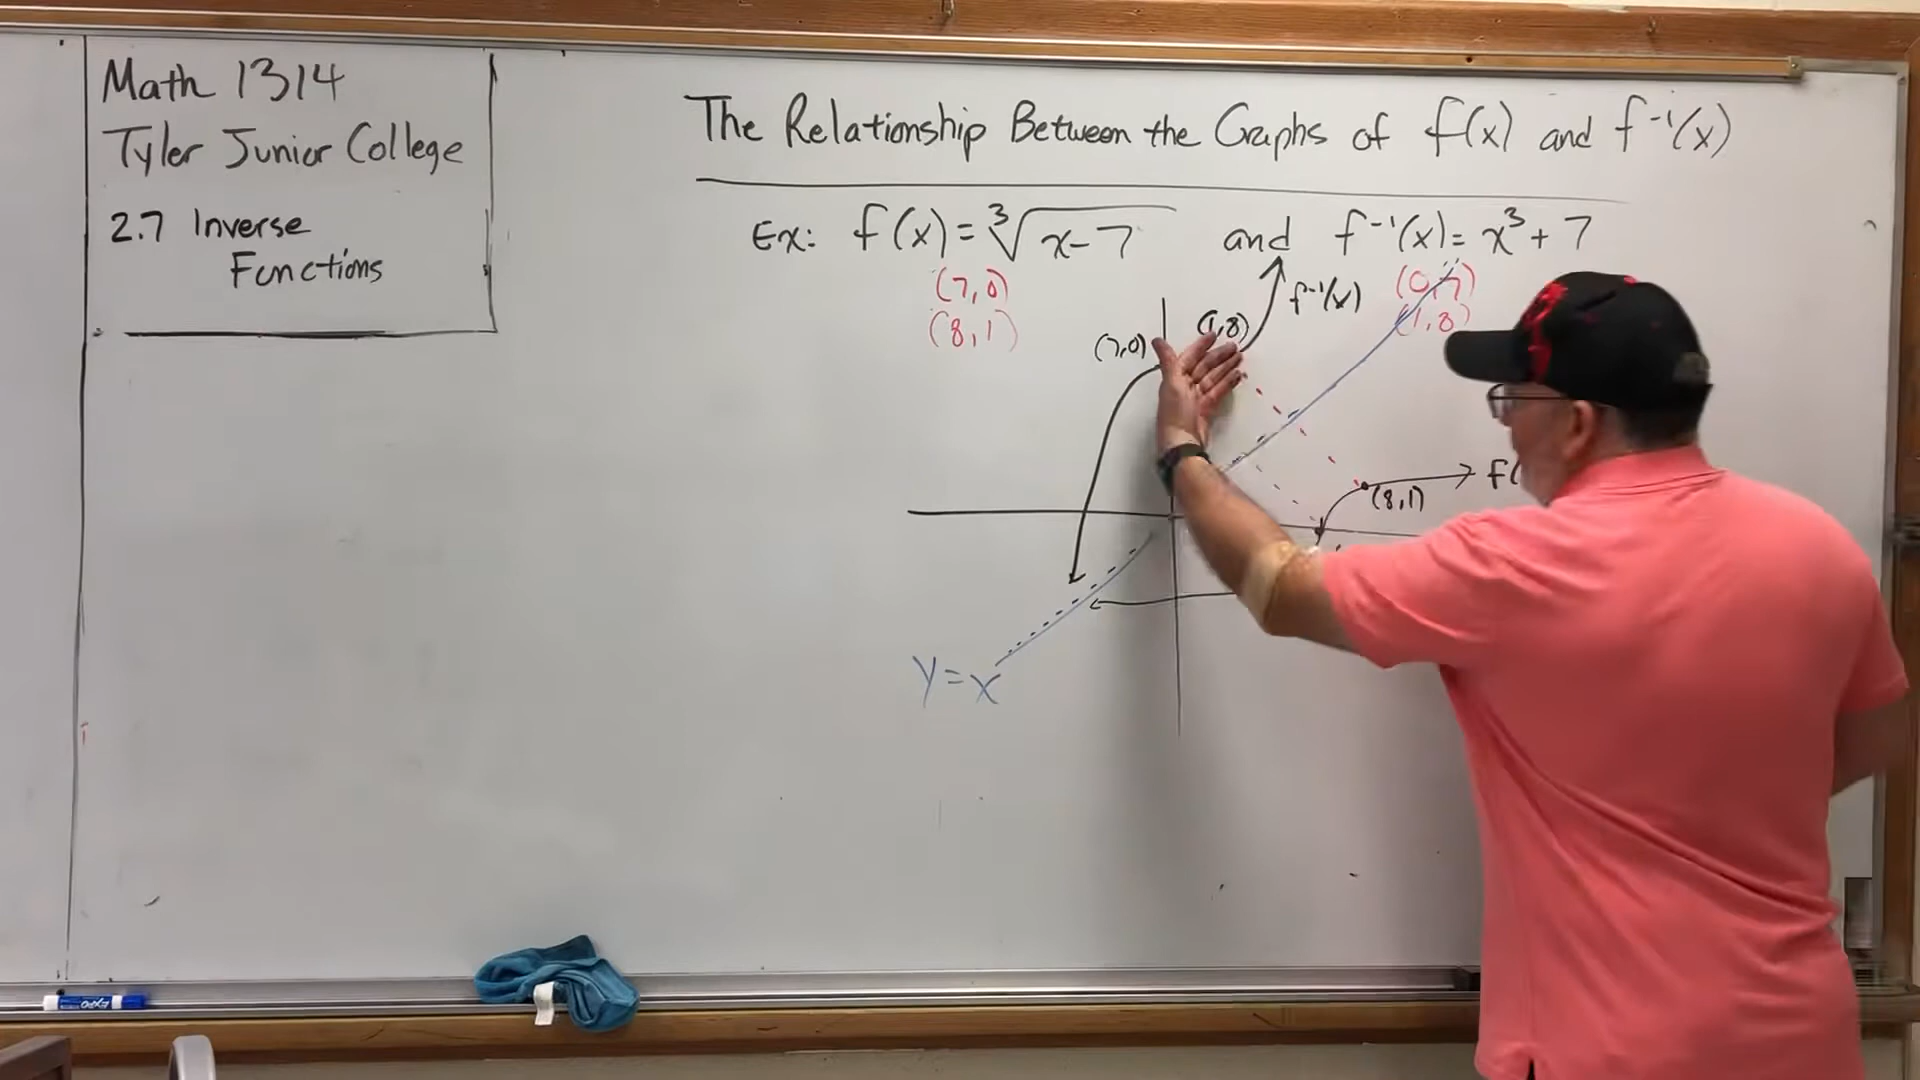 Math 1314
Tyler Junior College
2.7 Inverse
Functions
The Relationship Between the Graphs of f(x) and f⁻¹(x)
Ex: f(x) = ∛x-7 and f⁻¹(x) = x³ + 7
(7,0)
(8,1)
(0,7)
(1,8)
f⁻¹(x)
(1,8)
(7,0)
(8,1)
f(
y=x
EXPO